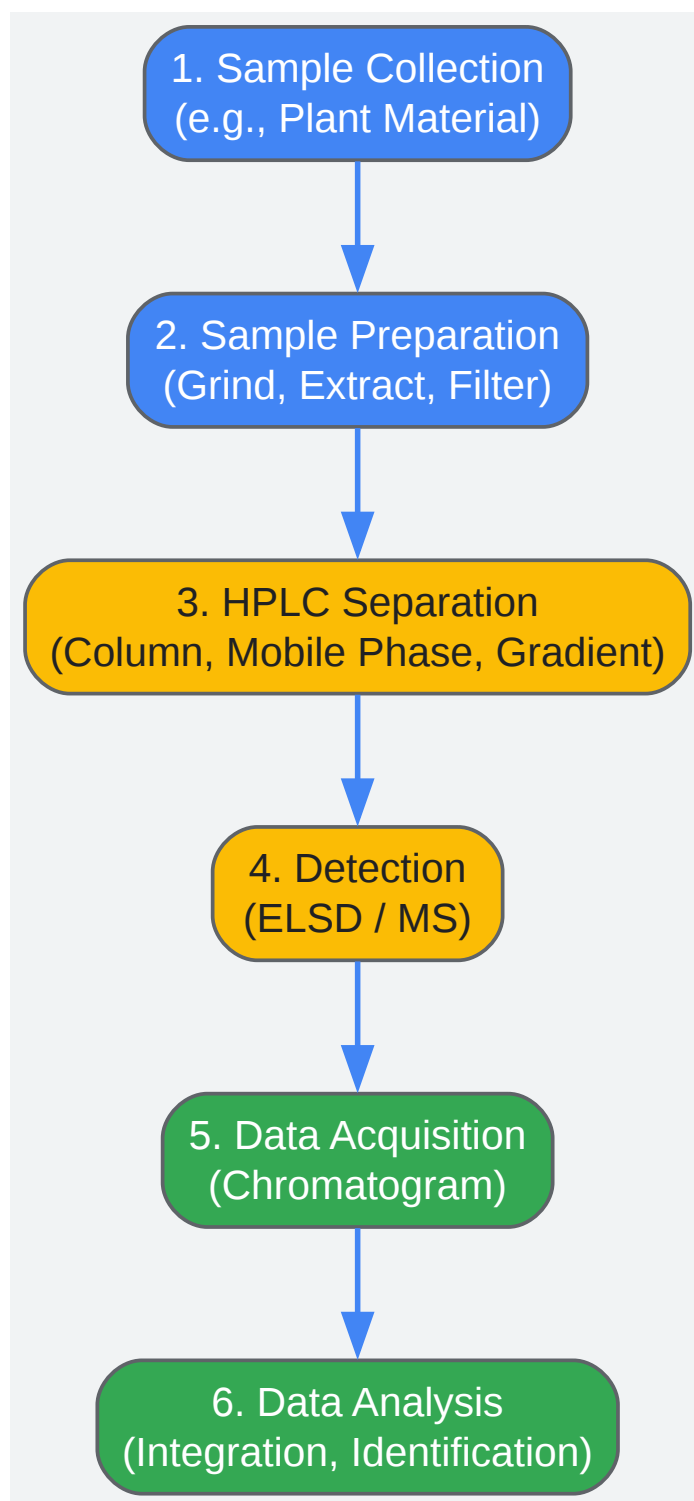 1. Sample Collection
(e.g., Plant Material)
2. Sample Preparation
(Grind, Extract, Filter)
3. HPLC Separation
(Column, Mobile Phase, Gradient)
4. Detection
(ELSD / MS)
5. Data Acquisition
(Chromatogram)
6. Data Analysis
(Integration, Identification)